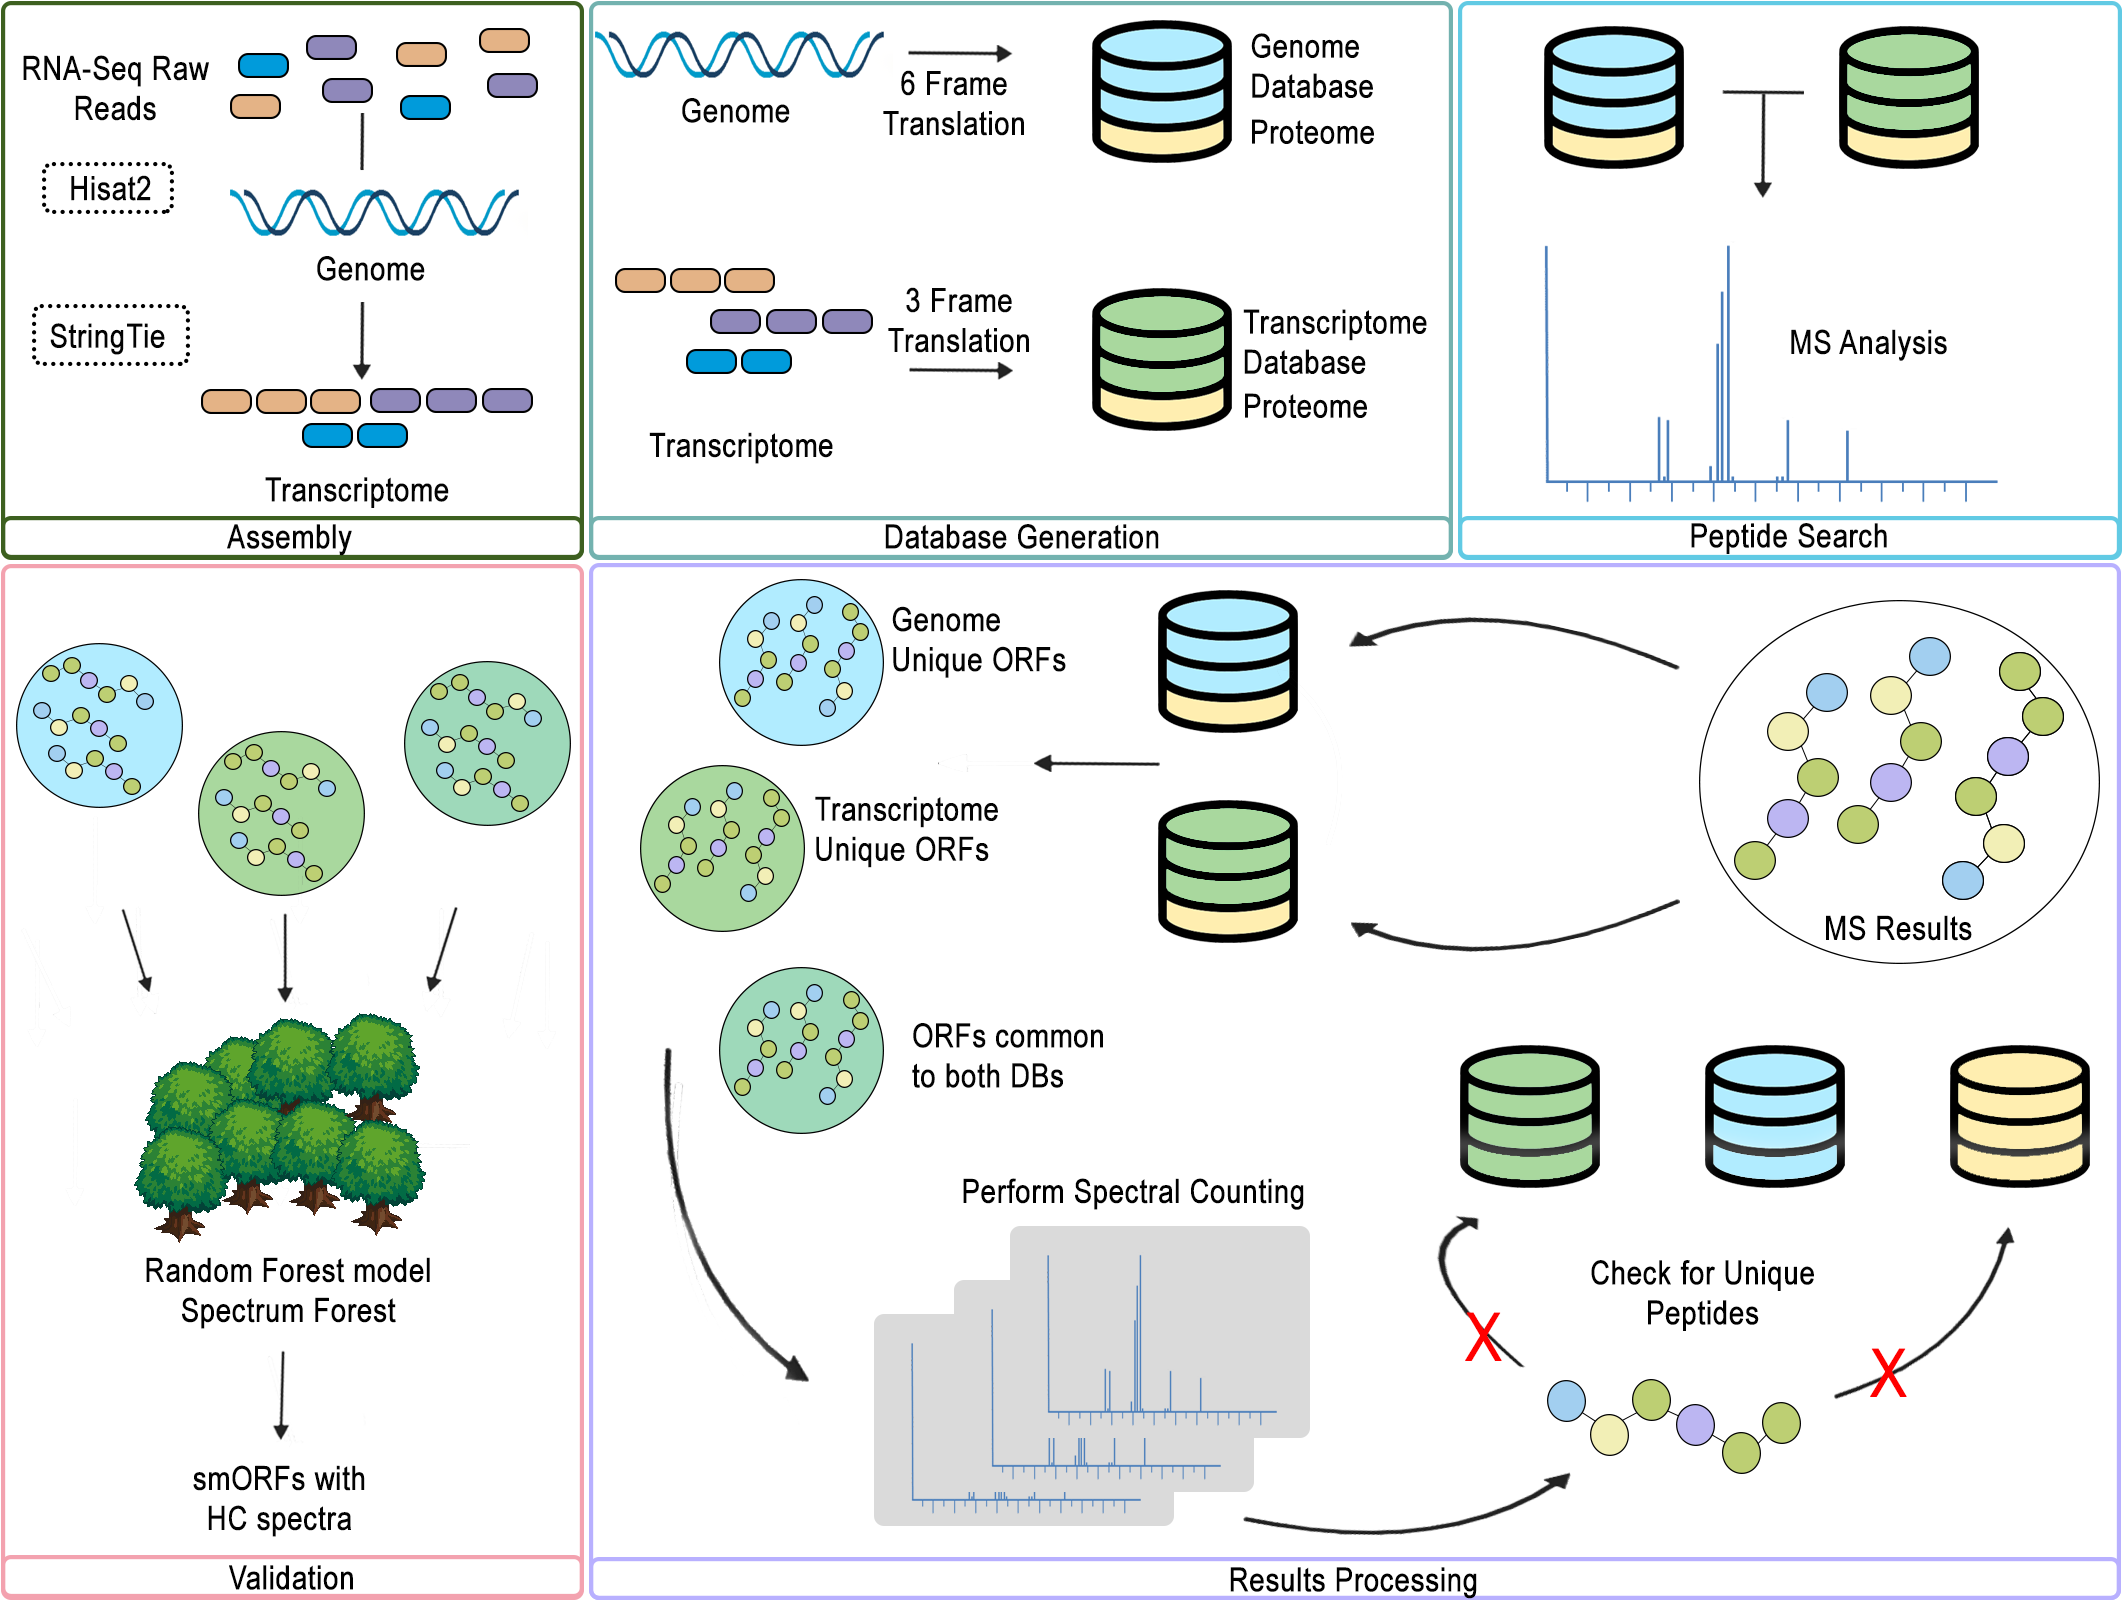 RNA-Seq Raw
Reads
Hisat2
Genome
StringTie
Transcriptome
Assembly
Genome
6 Frame
Translation
Genome
Database
Proteome
3 Frame
Translation
Transcriptome
Transcriptome
Database
Proteome
Database Generation
MS Analysis
Peptide Search
Random Forest model
Spectrum Forest
smORFs with
HC spectra
Validation
Genome
Unique ORFs
Transcriptome
Unique ORFs
ORFs common
to both DBs
MS Results
Perform Spectral Counting
Check for Unique
Peptides
X
X
Results Processing